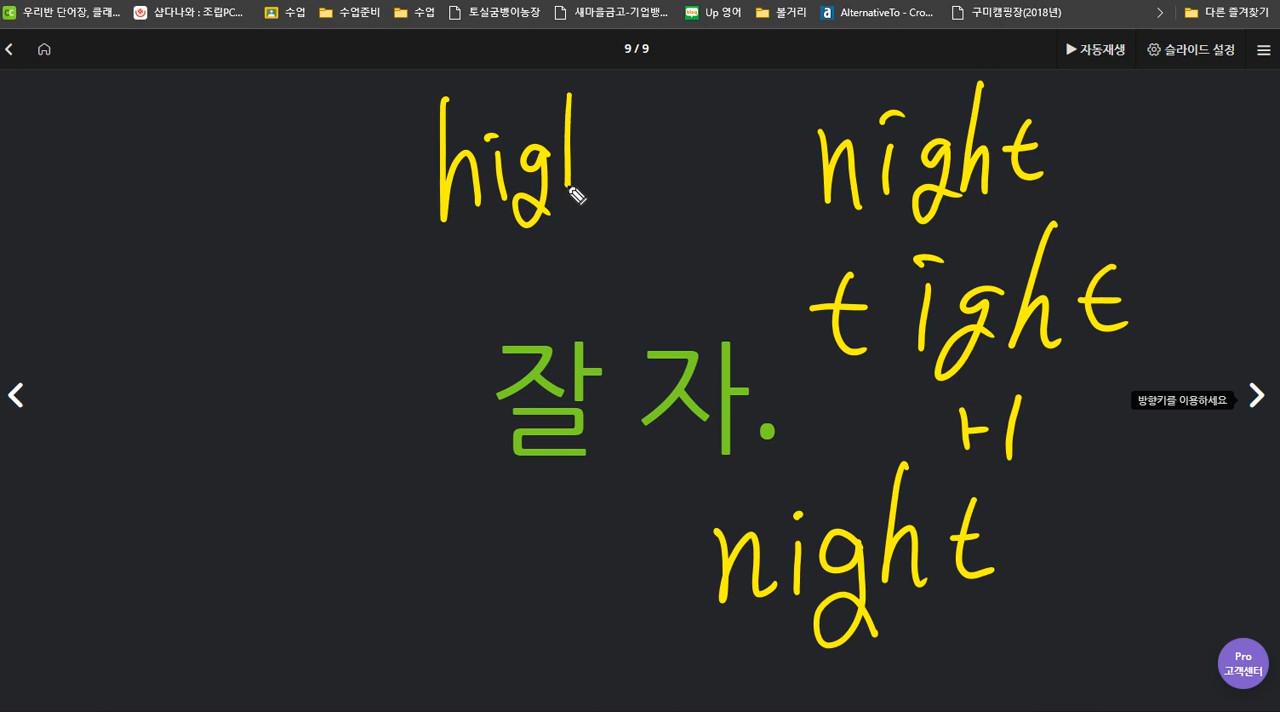 우리반 단어장, 클래... 샵다나와 : 조립PC... 수업 수업준비 수업 토실굼벵이농장 새마을금고-기업뱅... Up 영어 볼거리 AlternativeTo - Cro... 구미캠핑장(2018년) 다른 즐겨찾기
9 / 9 자동재생 슬라이드 설정
higl night
tight
잘 자.
방향키를 이용하세요
+1
night
Pro
고객센터